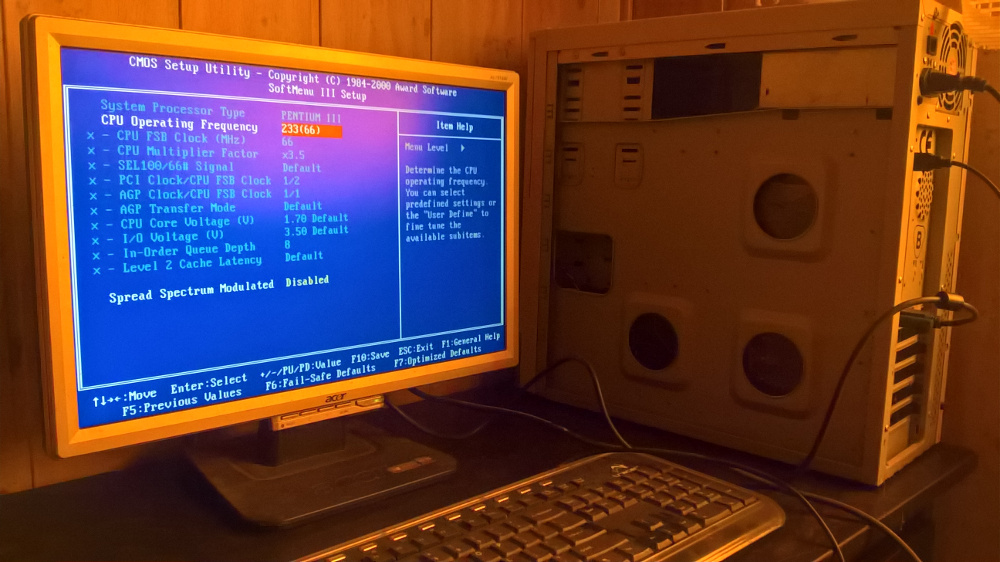 CMOS Setup Utility - Copyright (C) 1984-2000 Award Software
SoftMenu III Setup
System Processor Type PENTIUM III
CPU Operating Frequency 233(66)
x - CPU FSB Clock (MHz) 66
x - CPU Multiplier Factor x3.5
x - SEL100/66# Signal Default
x - PCI Clock/CPU FSB Clock 1/2
x - AGP Clock/CPU FSB Clock 1/1
x - AGP Transfer Mode Default
x - CPU Core Voltage (V) 1.70 Default
x - I/O Voltage (V) 3.50 Default
x - In-Order Queue Depth 8
x - Level 2 Cache Latency Default
Spread Spectrum Modulated Disabled
Item Help
Menu Level ▸
Determine the CPU
operating frequency.
You can select
predefined settings or
the "User Define" to
fine tune the
available subitems.
↑↓→←:Move Enter:Select +/-/PU/PD:Value F10:Save ESC:Exit F1:General Help
F5:Previous Values F6:Fail-Safe Defaults F7:Optimized Defaults
acer